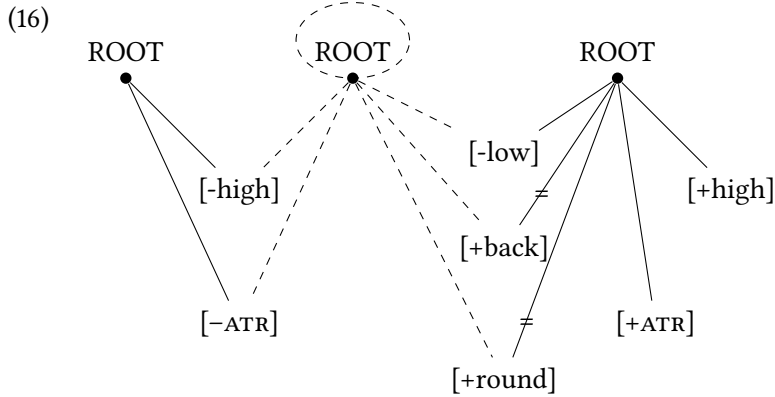 (16)
ROOT ROOT ROOT
[-low]
[-high] [+high]
[+back]
[−ATR] [+ATR]
[+round]